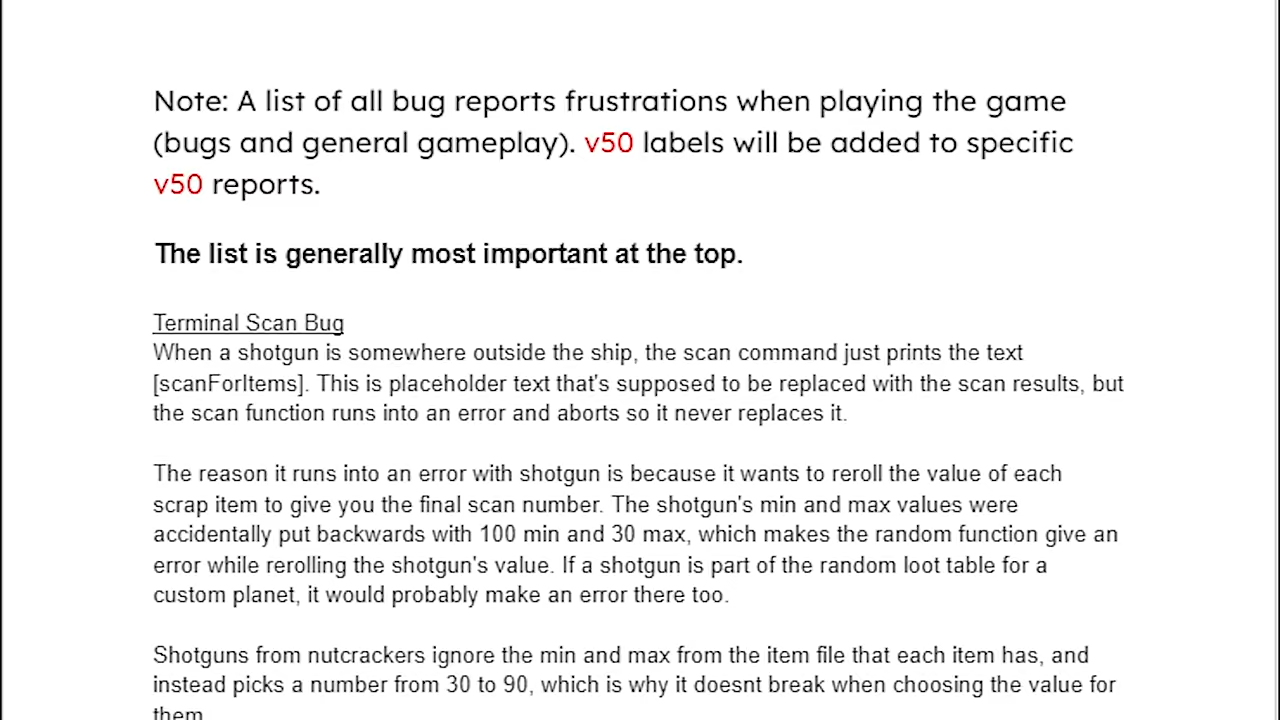 Note: A list of all bug reports frustrations when playing the game
(bugs and general gameplay). v50 labels will be added to specific
v50 reports.
The list is generally most important at the top.
Terminal Scan Bug
When a shotgun is somewhere outside the ship, the scan command just prints the text
[scanForItems]. This is placeholder text that's supposed to be replaced with the scan results, but
the scan function runs into an error and aborts so it never replaces it.
The reason it runs into an error with shotgun is because it wants to reroll the value of each
scrap item to give you the final scan number. The shotgun's min and max values were
accidentally put backwards with 100 min and 30 max, which makes the random function give an
error while rerolling the shotgun's value. If a shotgun is part of the random loot table for a
custom planet, it would probably make an error there too.
Shotguns from nutcrackers ignore the min and max from the item file that each item has, and
instead picks a number from 30 to 90, which is why it doesnt break when choosing the value for
them.